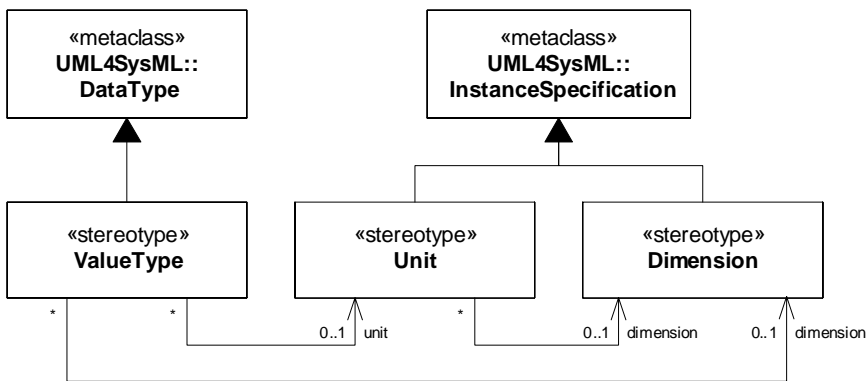 «metaclass»
UML4SysML::
DataType
«metaclass»
UML4SysML::
InstanceSpecification
«stereotype»
ValueType
«stereotype»
Unit
«stereotype»
Dimension
* * 0..1 unit * 0..1 dimension 0..1 dimension